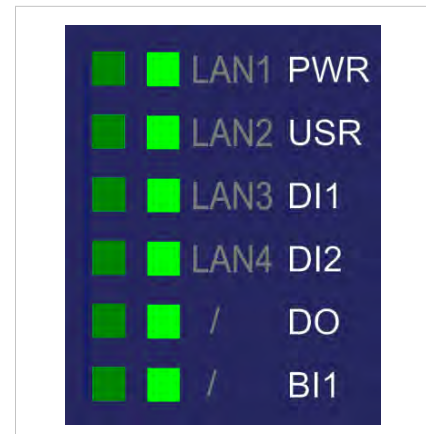 LAN1 PWR
LAN2 USR
LAN3 DI1
LAN4 DI2
/ DO
/ BI1